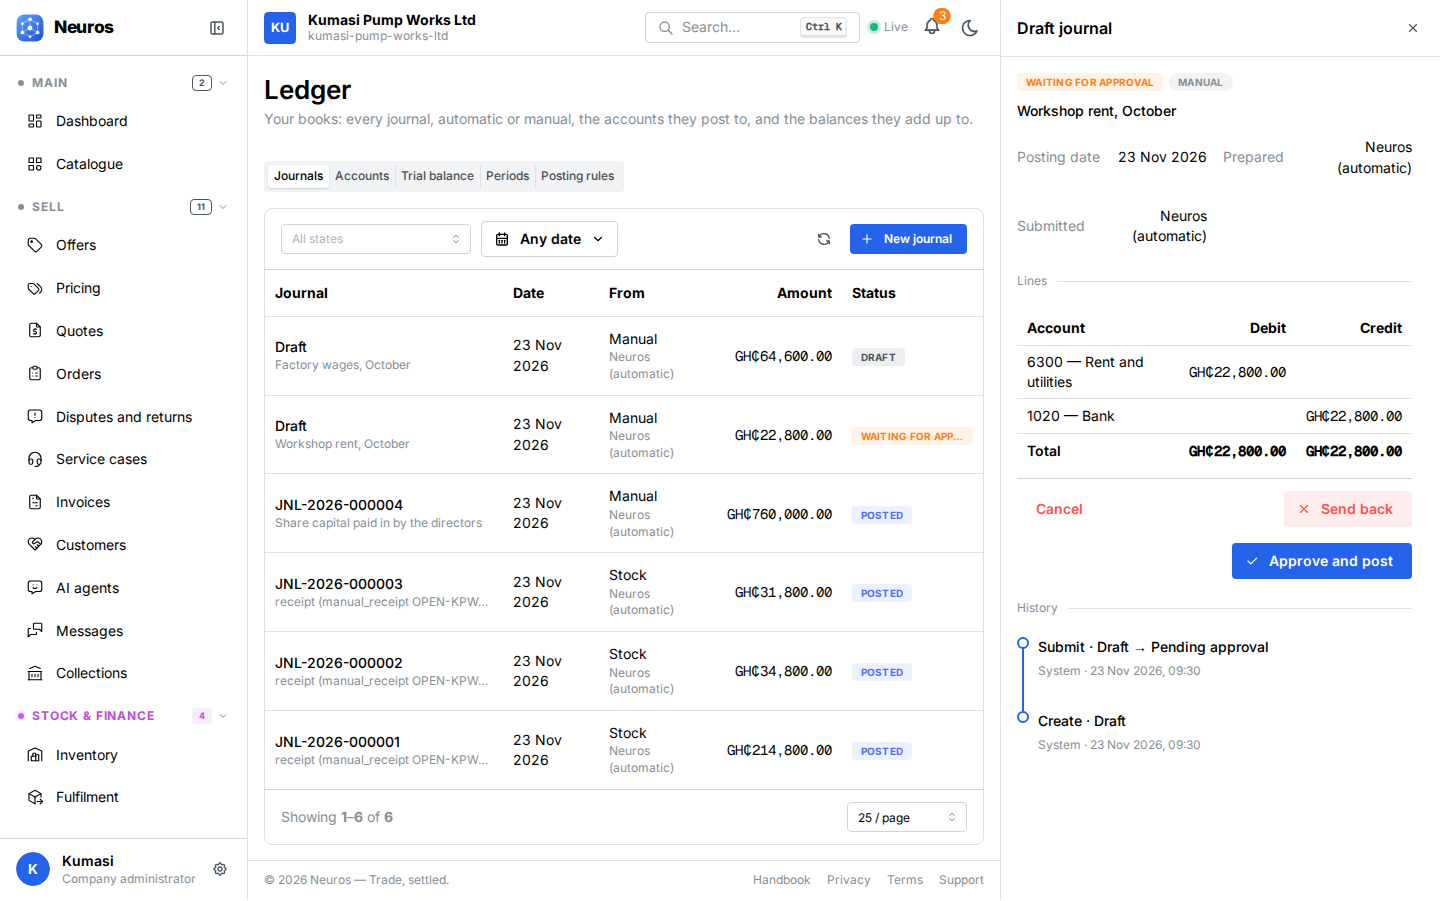 Neuros
MAIN
2
Dashboard
Catalogue
SELL
11
Offers
Pricing
Quotes
Orders
Disputes and returns
Service cases
Invoices
Customers
AI agents
Messages
Collections
STOCK & FINANCE
4
Inventory
Fulfilment
K
Kumasi
Company administrator
KU
Kumasi Pump Works Ltd
kumasi-pump-works-ltd
Search...
Ctrl K
Live
3
Ledger
Your books: every journal, automatic or manual, the accounts they post to, and the balances they add up to.
Journals Accounts Trial balance Periods Posting rules
All states
Any date
New journal
Journal Date From Amount Status
Draft
Factory wages, October
23 Nov
2026
Manual
Neuros
(automatic)
GH₵64,600.00
DRAFT
Draft
Workshop rent, October
23 Nov
2026
Manual
Neuros
(automatic)
GH₵22,800.00
WAITING FOR APP...
JNL-2026-000004
Share capital paid in by the directors
23 Nov
2026
Manual
Neuros
(automatic)
GH₵760,000.00
POSTED
JNL-2026-000003
receipt (manual_receipt OPEN-KPW...
23 Nov
2026
Stock
Neuros
(automatic)
GH₵31,800.00
POSTED
JNL-2026-000002
receipt (manual_receipt OPEN-KPW...
23 Nov
2026
Stock
Neuros
(automatic)
GH₵34,800.00
POSTED
JNL-2026-000001
receipt (manual_receipt OPEN-KPW...
23 Nov
2026
Stock
Neuros
(automatic)
GH₵214,800.00
POSTED
Showing 1–6 of 6
25 / page
© 2026 Neuros — Trade, settled.
Handbook Privacy Terms Support
Draft journal
WAITING FOR APPROVAL MANUAL
Workshop rent, October
Posting date 23 Nov 2026 Prepared Neuros
(automatic)
Submitted Neuros
(automatic)
Lines
Account Debit Credit
6300 — Rent and
utilities
GH₵22,800.00
1020 — Bank GH₵22,800.00
Total GH₵22,800.00 GH₵22,800.00
Cancel
Send back
Approve and post
History
Submit · Draft → Pending approval
System · 23 Nov 2026, 09:30
Create · Draft
System · 23 Nov 2026, 09:30